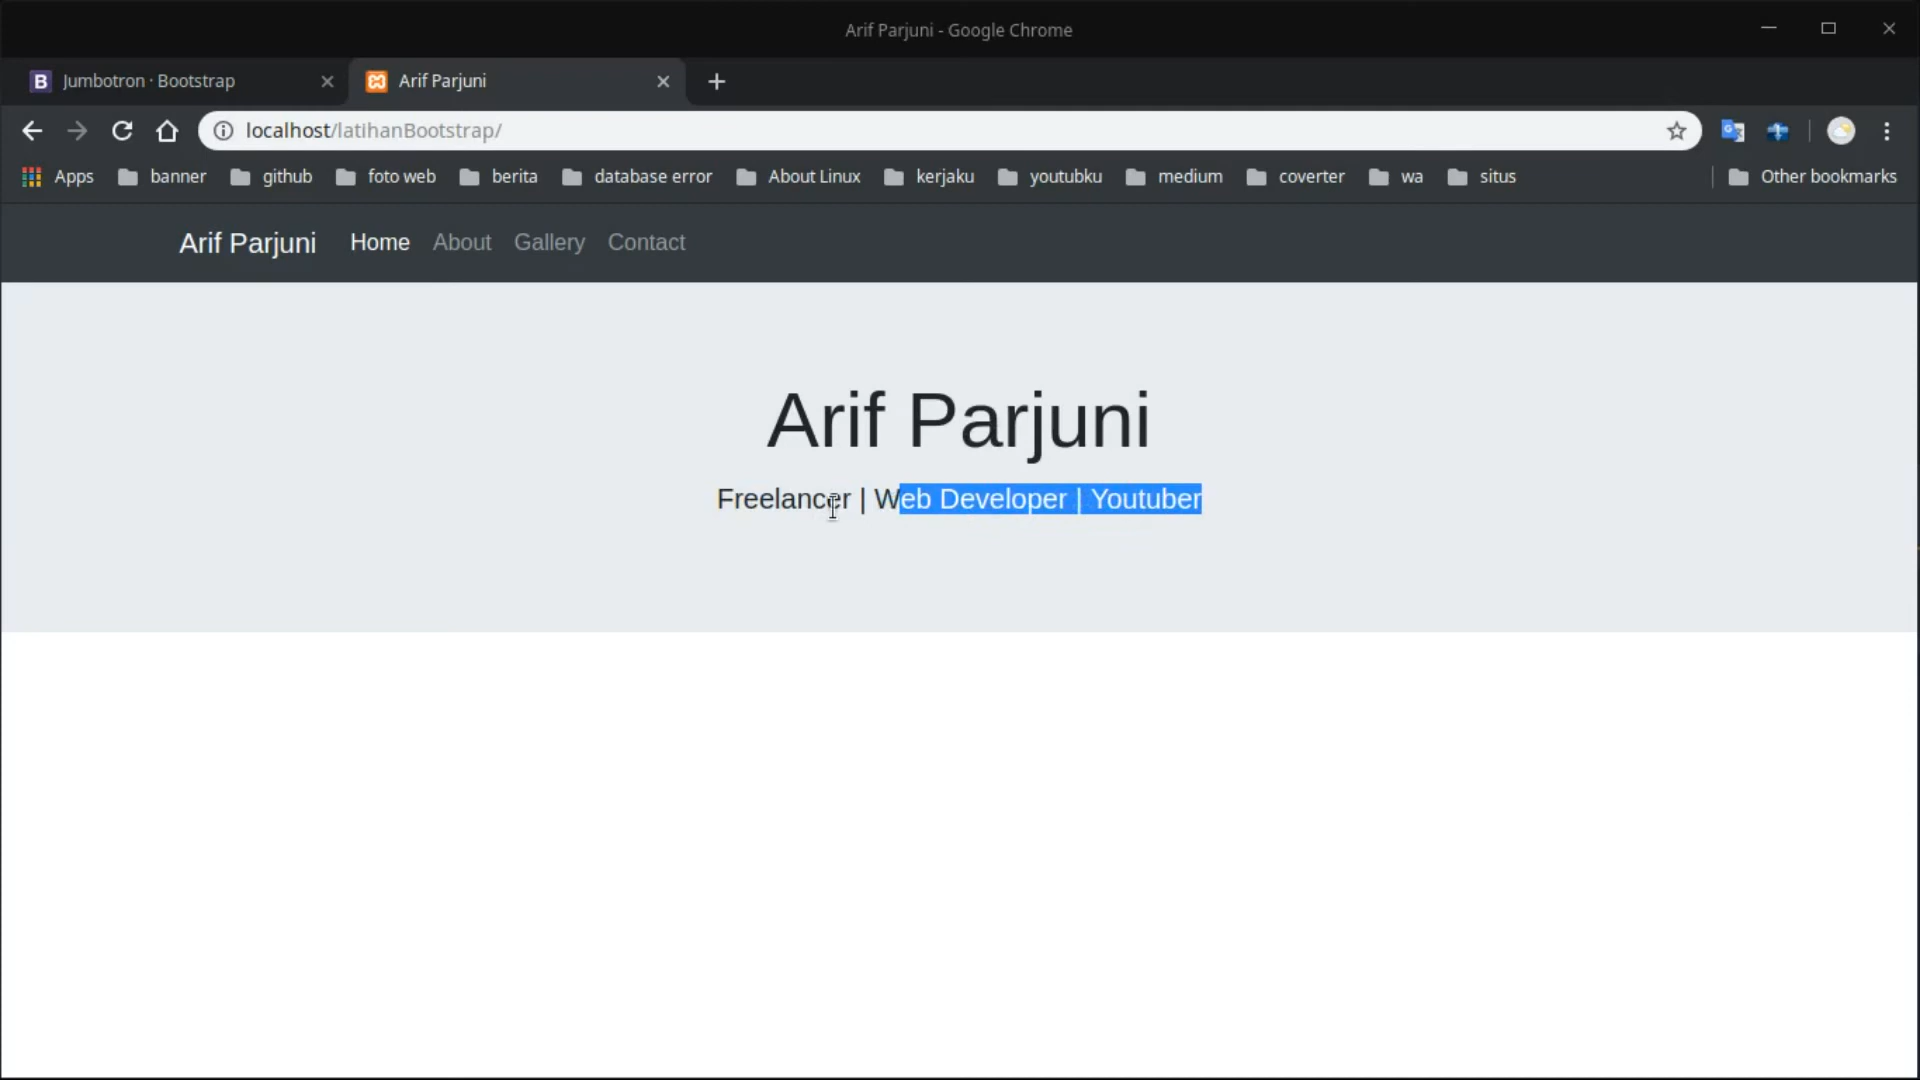 Arif Parjuni - Google Chrome
Jumbotron · Bootstrap Arif Parjuni
localhost/latihanBootstrap/
Apps banner github foto web berita database error About Linux kerjaku youtubku medium coverter wa situs Other bookmarks
Arif Parjuni Home About Gallery Contact
Arif Parjuni
Freelancer | Web Developer | Youtuber